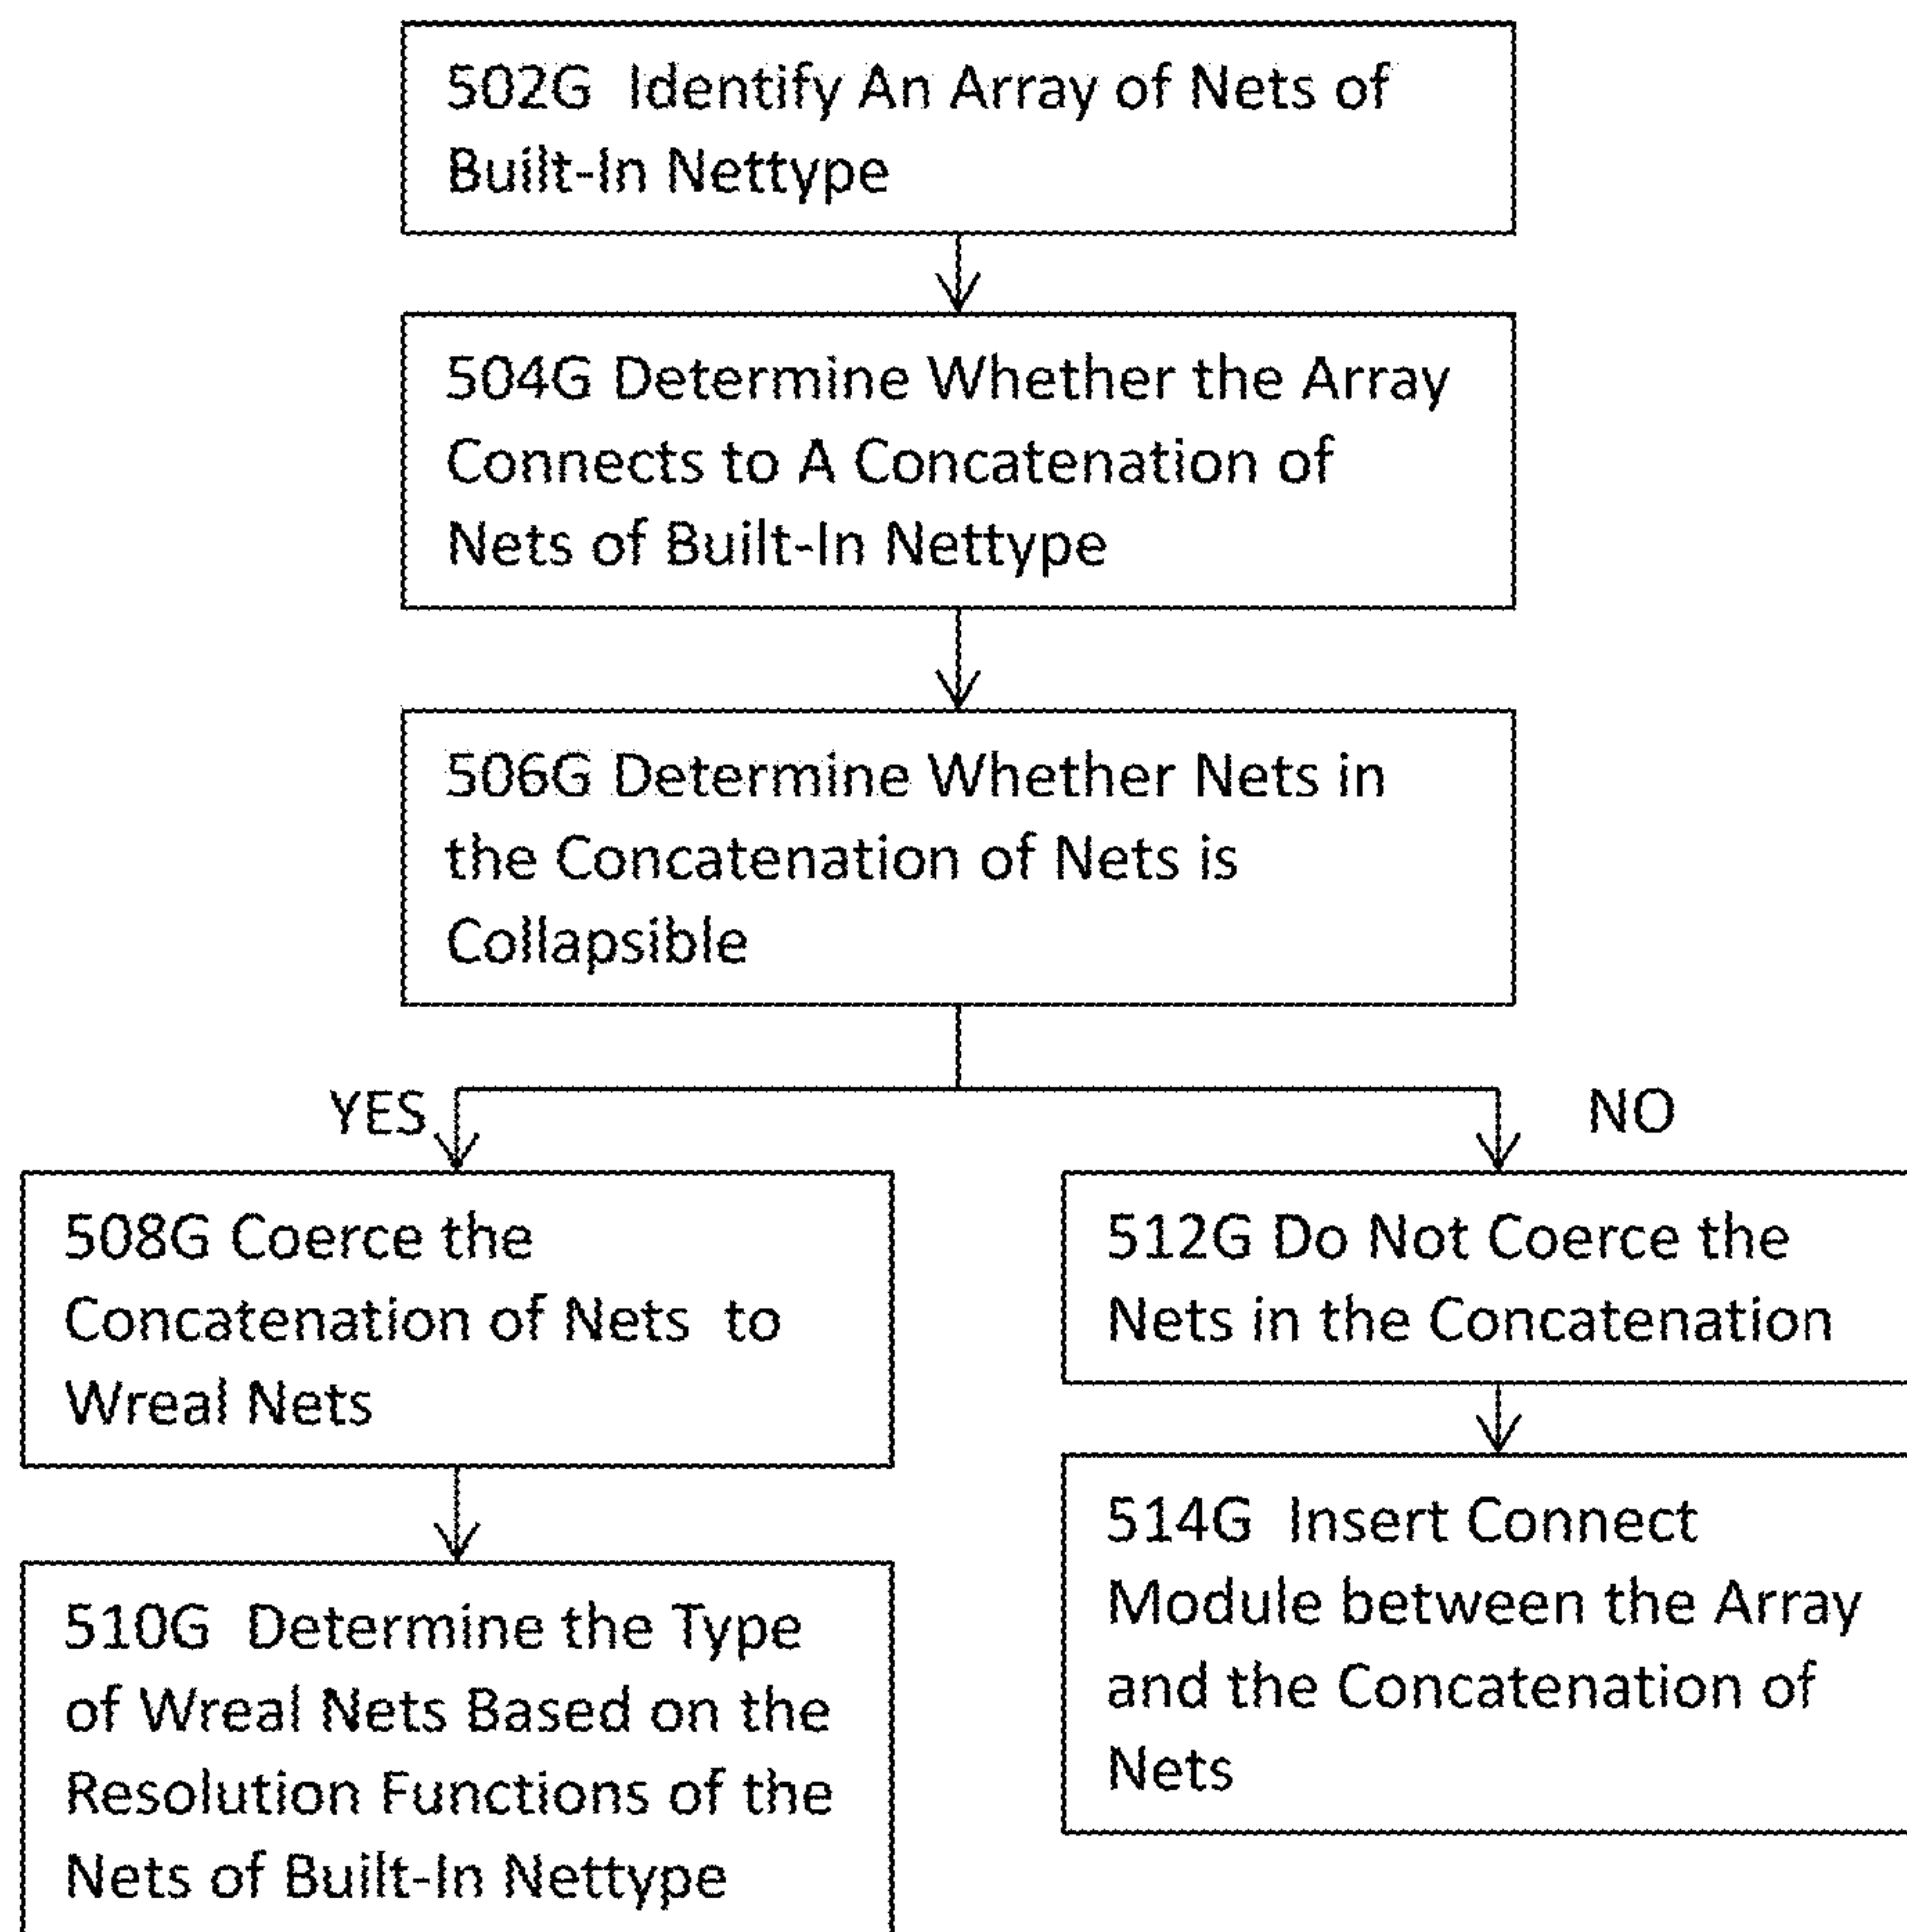 502G Identify An Array of Nets of
Built-In Nettype
504G Determine Whether the Array
Connects to A Concatenation of
Nets of Built-In Nettype
506G Determine Whether Nets in
the Concatenation of Nets is
Collapsible
YES
NO
508G Coerce the
Concatenation of Nets to
Wreal Nets
512G Do Not Coerce the
Nets in the Concatenation
510G Determine the Type
of Wreal Nets Based on the
Resolution Functions of the
Nets of Built-In Nettype
514G Insert Connect
Module between the Array
and the Concatenation of
Nets